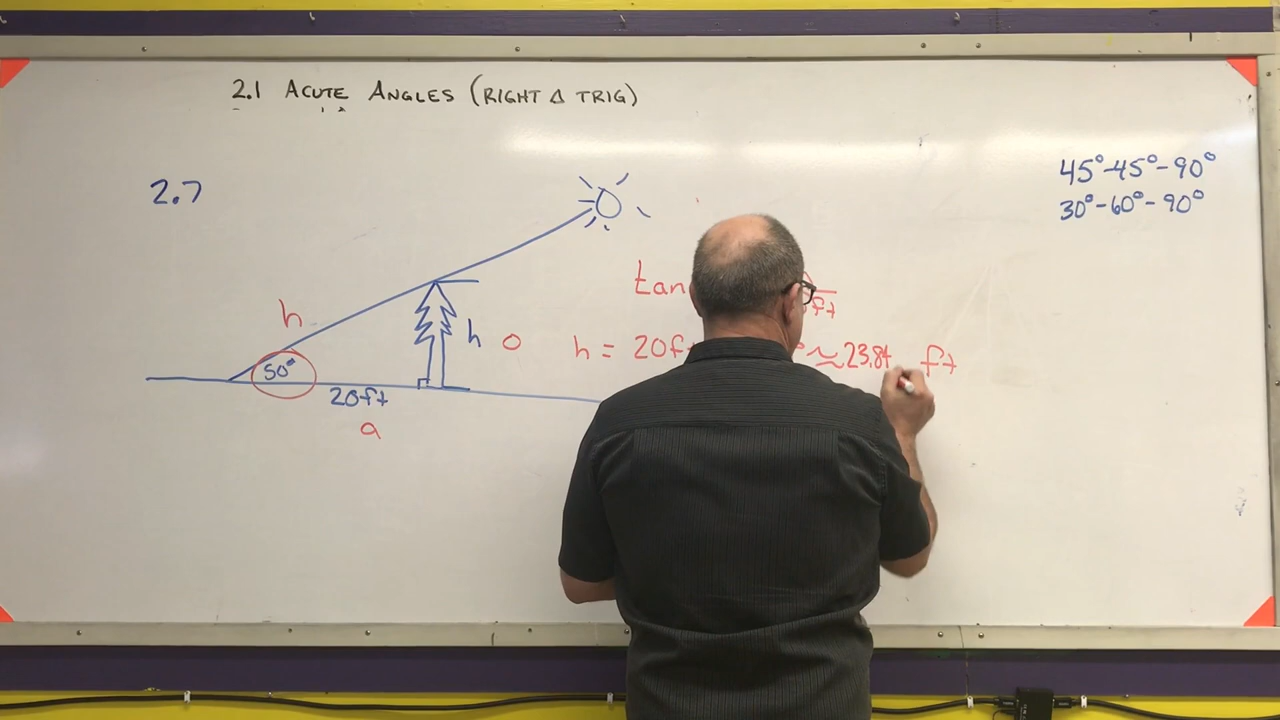 2.1 ACUTE ANGLES (RIGHT Δ TRIG)
45°-45°-90°
30°-60°-90°
2.7
tan
ft
h
h o
h = 20f ≈ 23.84 ft
50°
20ft
a